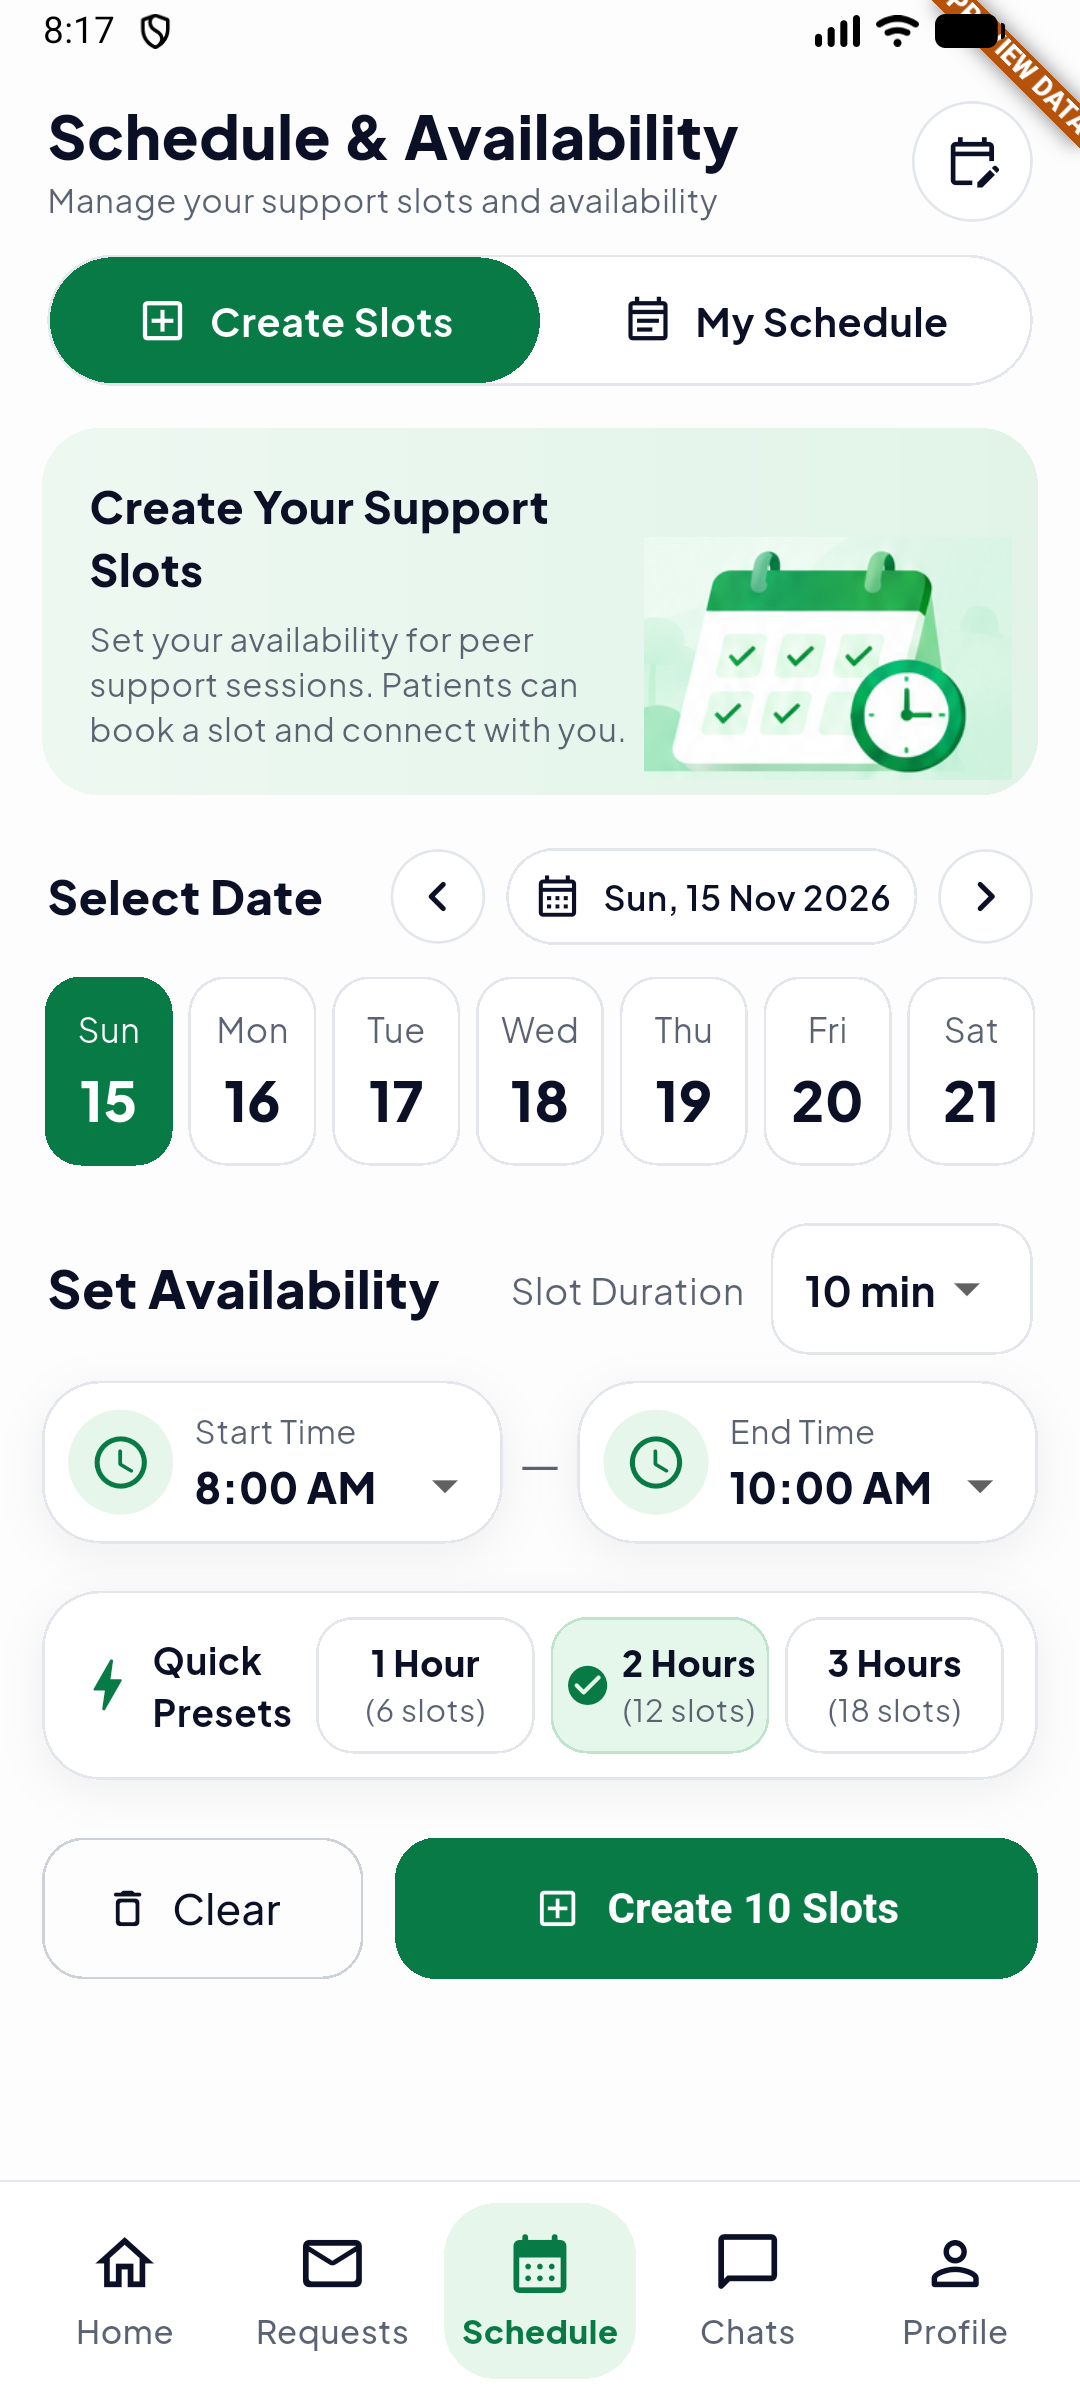 8:17
PREVIEW DATA
Schedule & Availability
Manage your support slots and availability
Create Slots
My Schedule
Create Your Support
Slots
Set your availability for peer
support sessions. Patients can
book a slot and connect with you.
Select Date
Sun, 15 Nov 2026
Sun Mon Tue Wed Thu Fri Sat
15 16 17 18 19 20 21
Set Availability
Slot Duration
10 min
Start Time
8:00 AM
—
End Time
10:00 AM
Quick
Presets
1 Hour
(6 slots)
2 Hours
(12 slots)
3 Hours
(18 slots)
Clear
Create 10 Slots
Home Requests Schedule Chats Profile